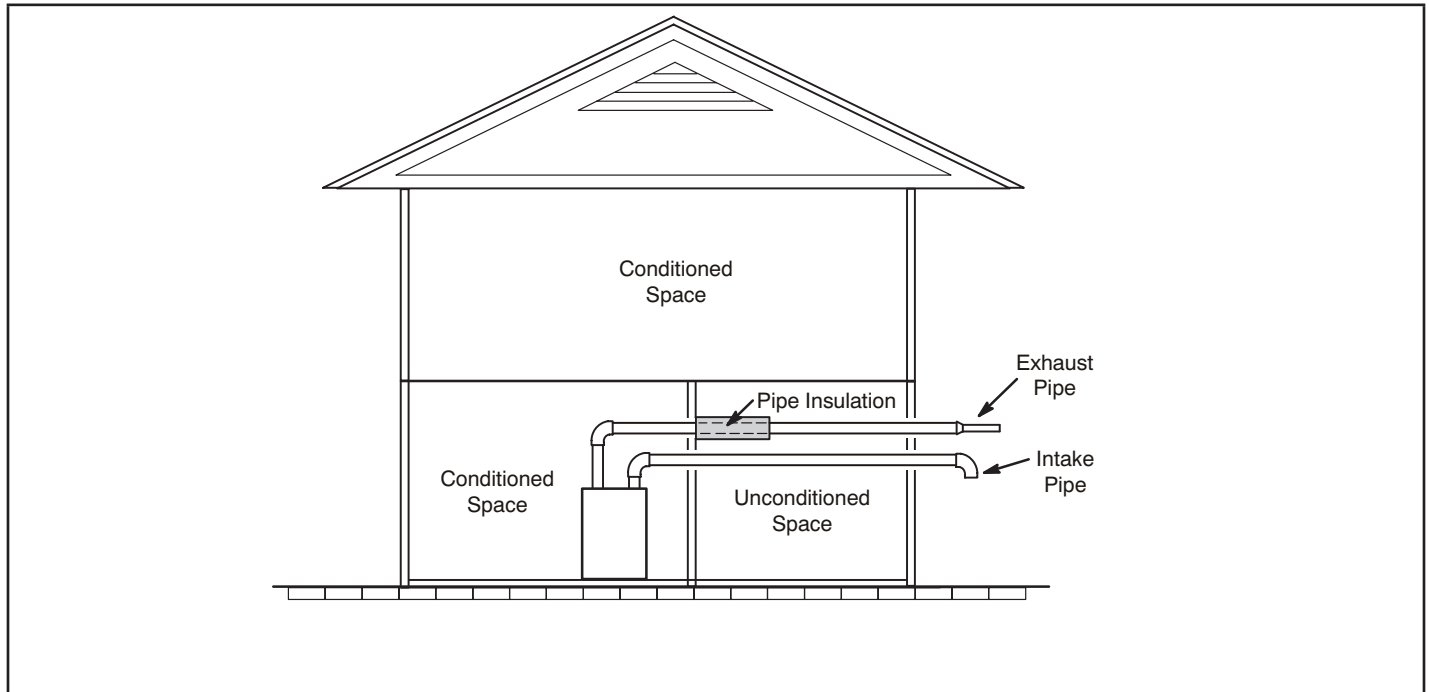 Conditioned
Space
Exhaust
Pipe
Pipe Insulation
Intake
Pipe
Conditioned
Space
Unconditioned
Space